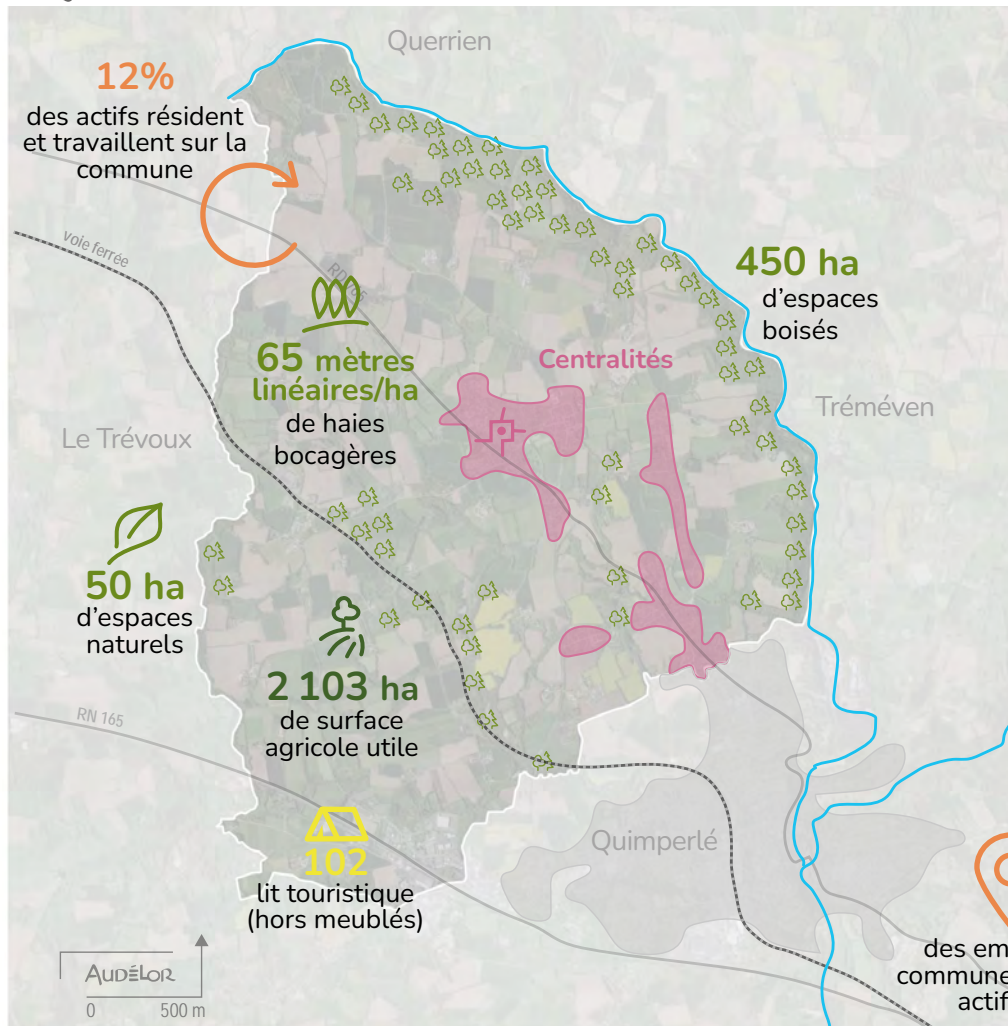 Querrien
12%
des actifs résident
et travaillent sur la
commune
voie ferrée
450 ha
d'espaces
boisés
65 mètres
linéaires/ha
de haies
bocagères
Centralités
Le Trévoux
Tréméven
50 ha
d'espaces
naturels
2 103 ha
de surface
agricole utile
RN 165
102
lit touristique
(hors meublés)
Quimperlé
des em
commune
actif
AUDÉLOR
0 500 m